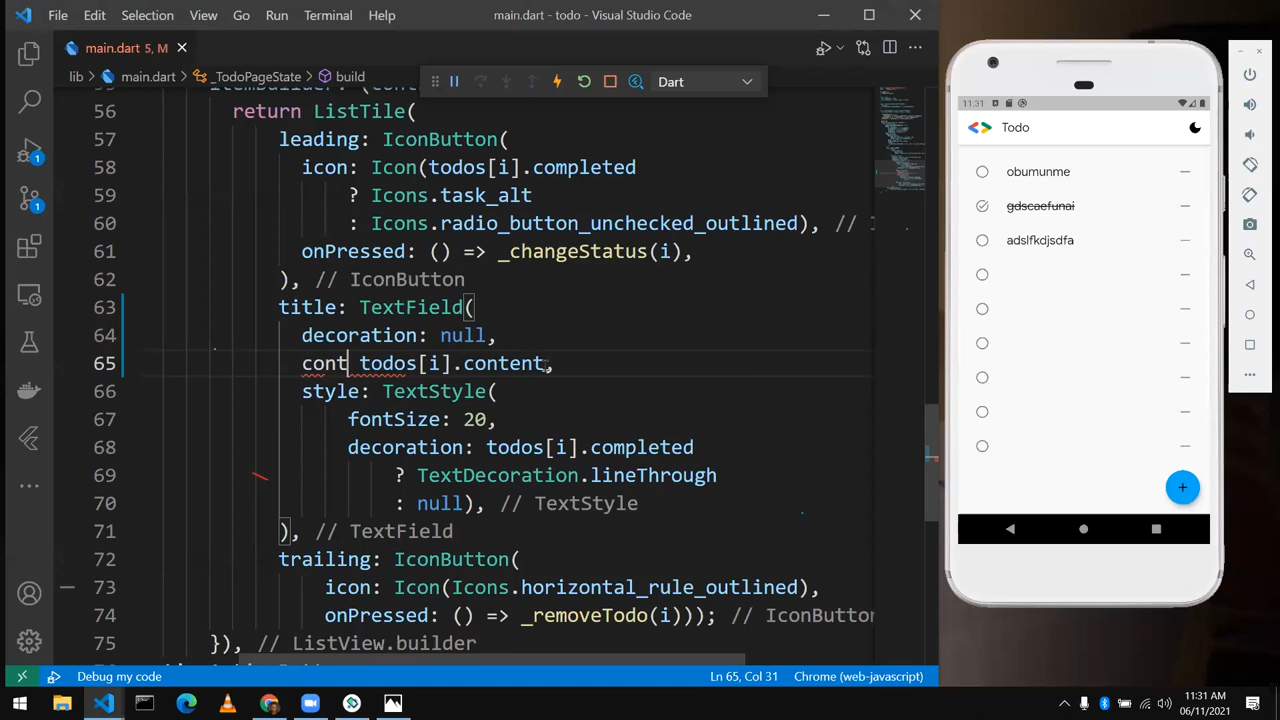 File Edit Selection View Go Run Terminal Help main.dart - todo - Visual Studio Code
main.dart 5, M
Dart
lib > main.dart > _TodoPageState > build
56 return ListTile(
57 leading: IconButton(
58 icon: Icon(todos[i].completed
59 ? Icons.task_alt
60 : Icons.radio_button_unchecked_outlined), //
61 onPressed: () => _changeStatus(i),
62 ), // IconButton
63 title: TextField(
64 decoration: null,
65 cont todos[i].content,
66 style: TextStyle(
67 fontSize: 20,
68 decoration: todos[i].completed
69 ? TextDecoration.lineThrough
70 : null), // TextStyle
71 ), // TextField
72 trailing: IconButton(
73 icon: Icon(Icons.horizontal_rule_outlined),
74 onPressed: () => _removeTodo(i))); // IconButton
75 }), // ListView.builder
1
1
Debug my code
Ln 65, Col 31
Chrome (web-javascript)
11:31
Todo
obumunme
gdscaefunai
adslfkdjsdfa
11:31 AM
06/11/2021